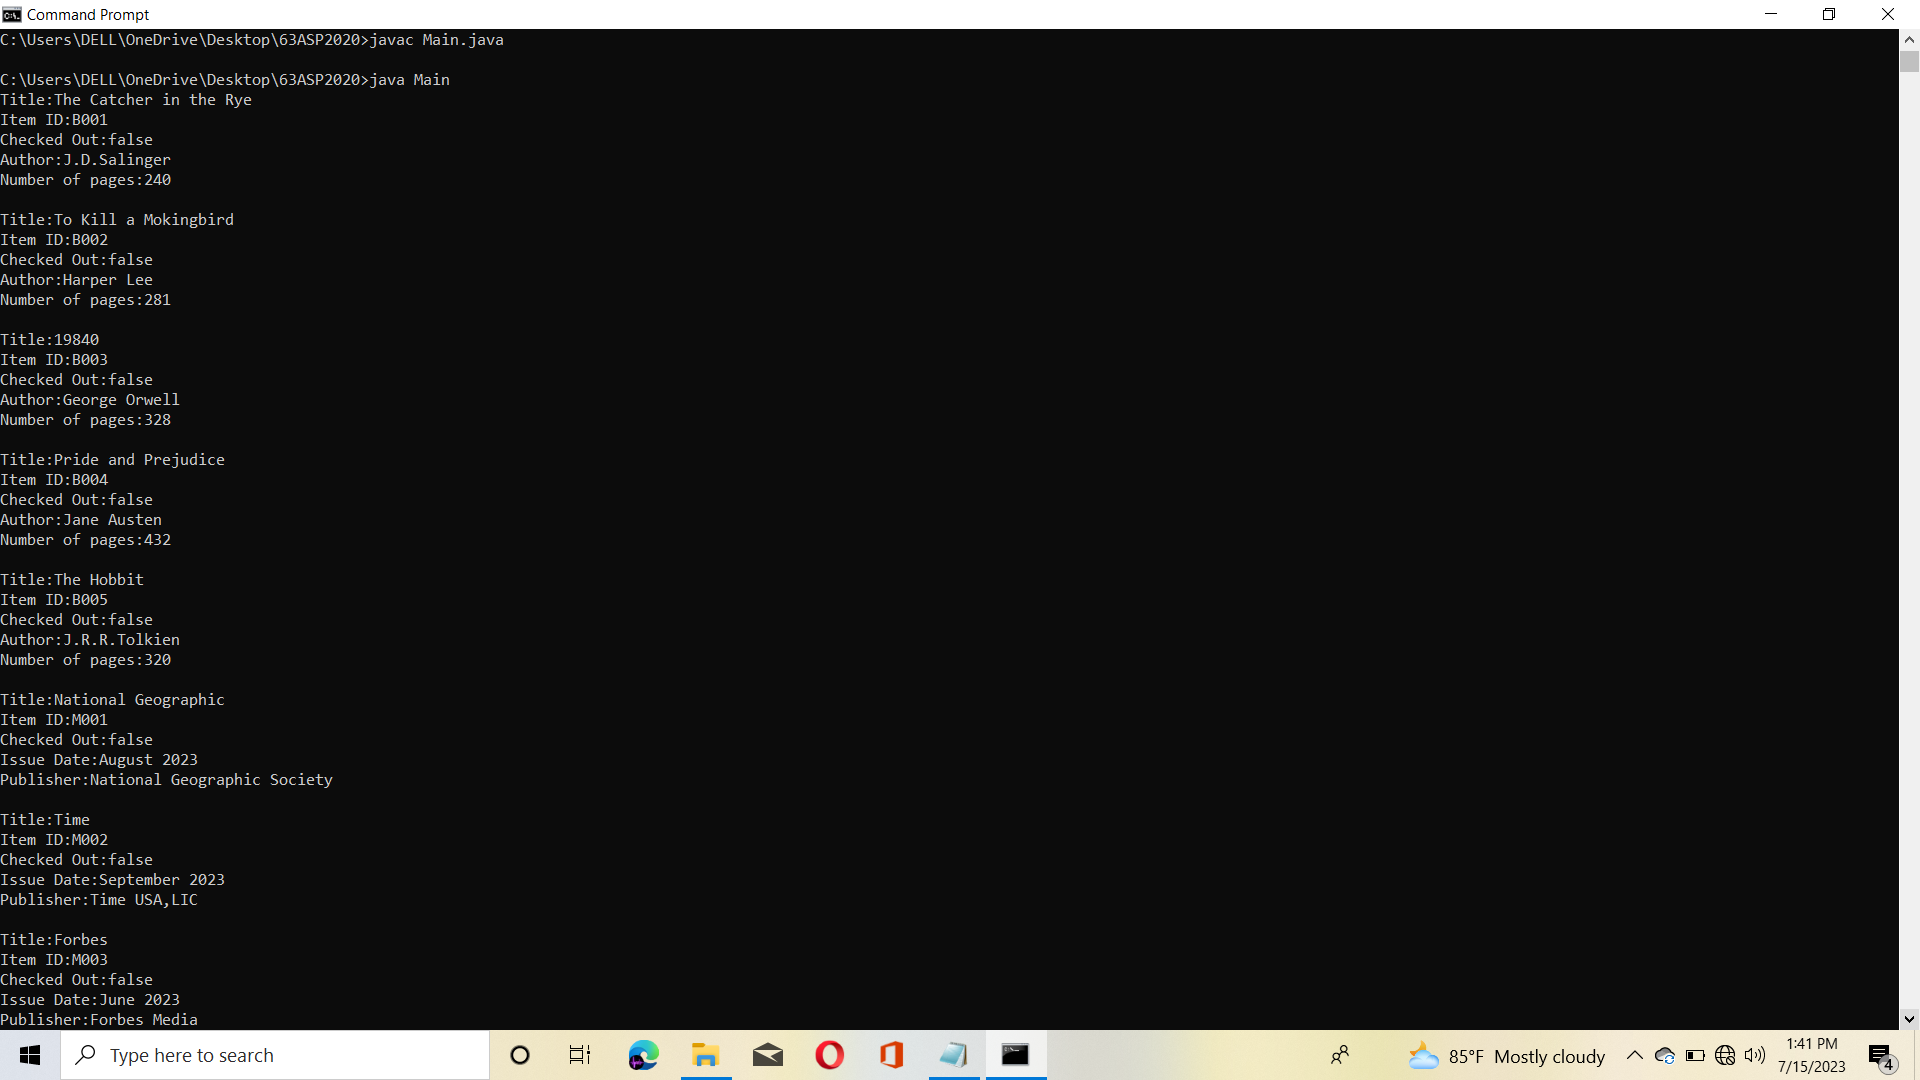 Command Prompt
C:\Users\DELL\OneDrive\Desktop\63ASP2020>javac Main.java
C:\Users\DELL\OneDrive\Desktop\63ASP2020>java Main
Title:The Catcher in the Rye
Item ID:B001
Checked Out:false
Author:J.D.Salinger
Number of pages:240
Title:To Kill a Mokingbird
Item ID:B002
Checked Out:false
Author:Harper Lee
Number of pages:281
Title:19840
Item ID:B003
Checked Out:false
Author:George Orwell
Number of pages:328
Title:Pride and Prejudice
Item ID:B004
Checked Out:false
Author:Jane Austen
Number of pages:432
Title:The Hobbit
Item ID:B005
Checked Out:false
Author:J.R.R.Tolkien
Number of pages:320
Title:National Geographic
Item ID:M001
Checked Out:false
Issue Date:August 2023
Publisher:National Geographic Society
Title:Time
Item ID:M002
Checked Out:false
Issue Date:September 2023
Publisher:Time USA,LIC
Title:Forbes
Item ID:M003
Checked Out:false
Issue Date:June 2023
Publisher:Forbes Media
Type here to search
85°F Mostly cloudy
1:41 PM
7/15/2023
4